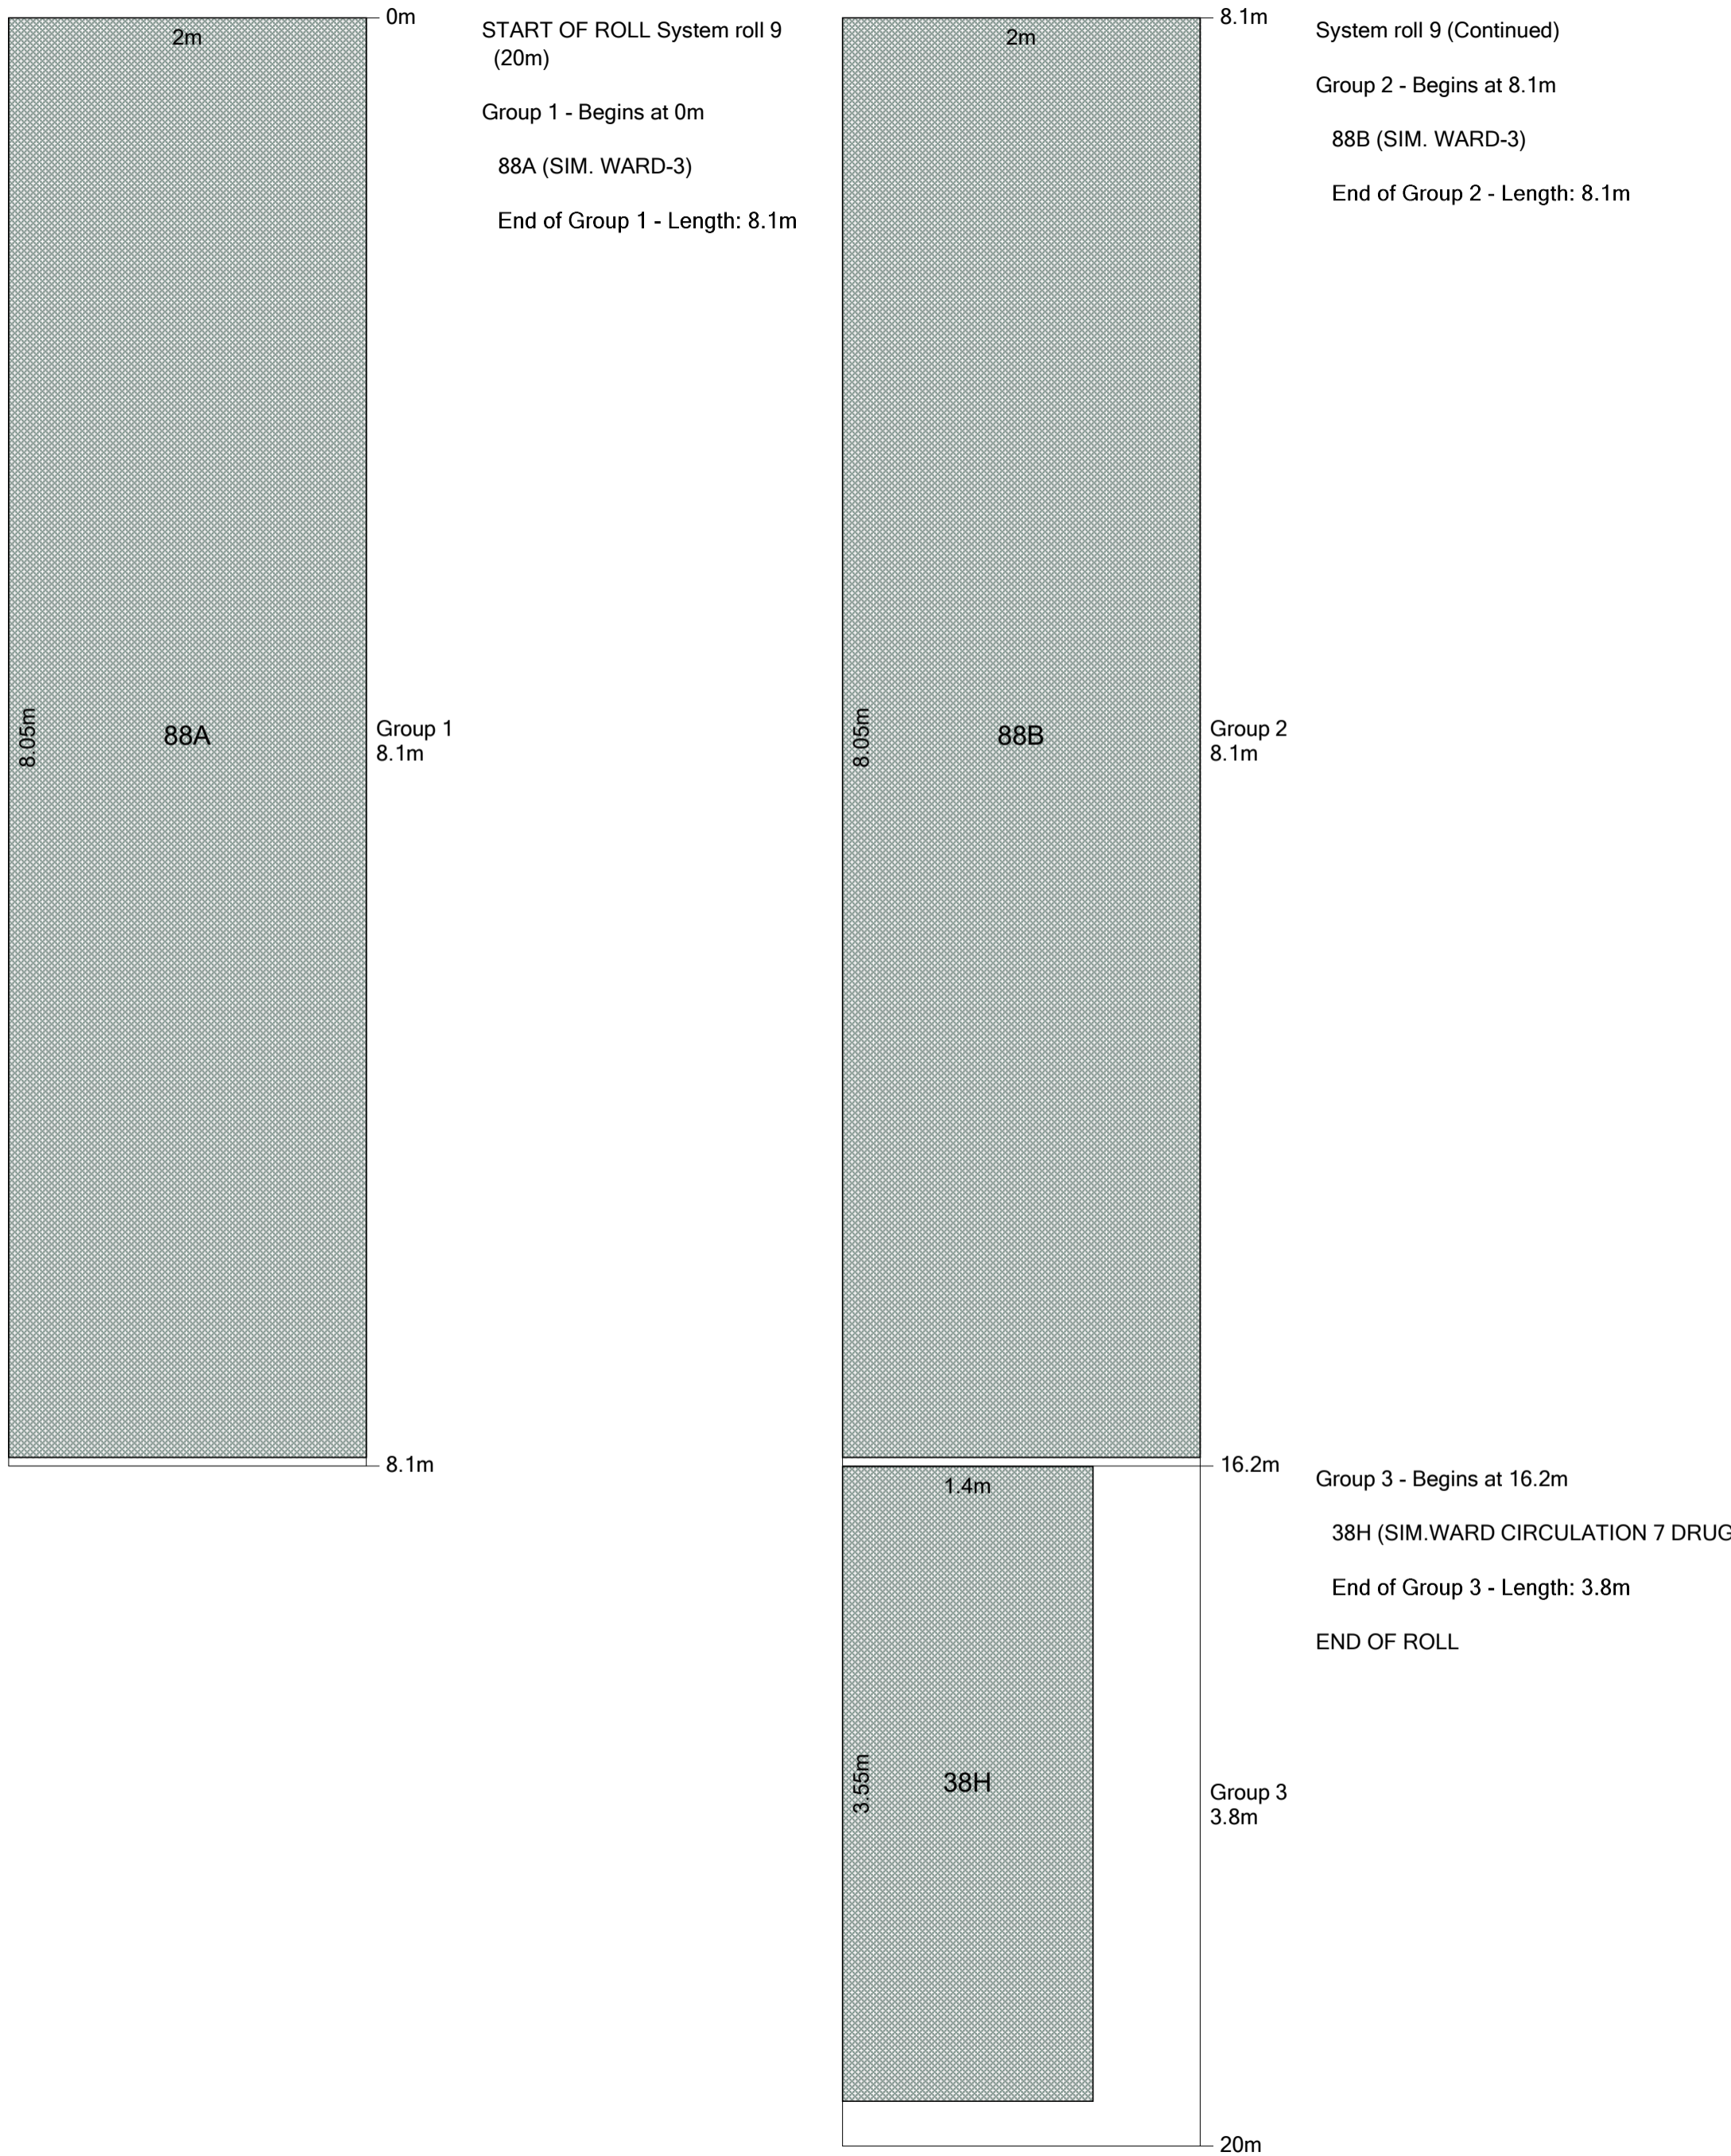 0m
2m
START OF ROLL System roll 9
(20m)
Group 1 - Begins at 0m
88A (SIM. WARD-3)
End of Group 1 - Length: 8.1m
8.05m
88A
Group 1
8.1m
8.1m
8.1m
2m
System roll 9 (Continued)
Group 2 - Begins at 8.1m
88B (SIM. WARD-3)
End of Group 2 - Length: 8.1m
8.05m
88B
Group 2
8.1m
16.2m
1.4m
Group 3 - Begins at 16.2m
38H (SIM.WARD CIRCULATION 7 DRUG
End of Group 3 - Length: 3.8m
END OF ROLL
3.55m
38H
Group 3
3.8m
20m